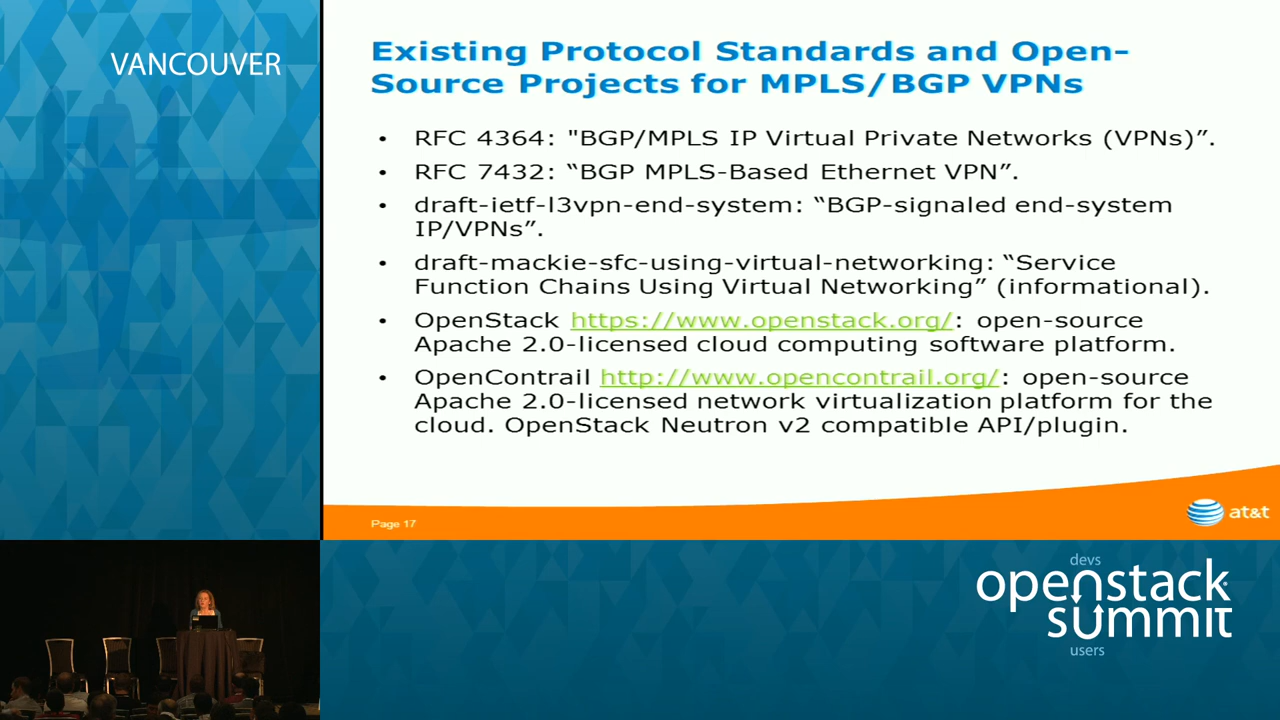 VANCOUVER
Existing Protocol Standards and Open-
Source Projects for MPLS/BGP VPNs
• RFC 4364: "BGP/MPLS IP Virtual Private Networks (VPNs)”.
• RFC 7432: “BGP MPLS-Based Ethernet VPN”.
• draft-ietf-l3vpn-end-system: “BGP-signaled end-system
IP/VPNs”.
• draft-mackie-sfc-using-virtual-networking: “Service
Function Chains Using Virtual Networking” (informational).
• OpenStack https://www.openstack.org/: open-source
Apache 2.0-licensed cloud computing software platform.
• OpenContrail http://www.opencontrail.org/: open-source
Apache 2.0-licensed network virtualization platform for the
cloud. OpenStack Neutron v2 compatible API/plugin.
Page 17
at&t
devs
openstack
summit
users